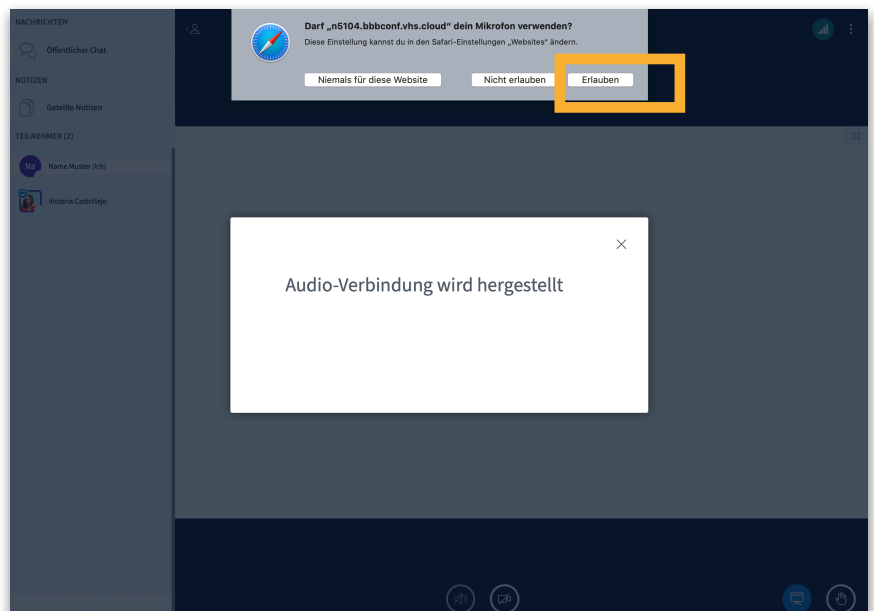 NACHRICHTEN
Öffentlicher Chat
NOTIZEN
Geteilte Notizen
TEILNEHMER (2)
Na
Name Muster (Ich)
Victoria Castrillejo
Darf „n5104.bbbconf.vhs.cloud“ dein Mikrofon verwenden?
Diese Einstellung kannst du in den Safari-Einstellungen „Websites“ ändern.
Niemals für diese Website
Nicht erlauben
Erlauben
Audio-Verbindung wird hergestellt